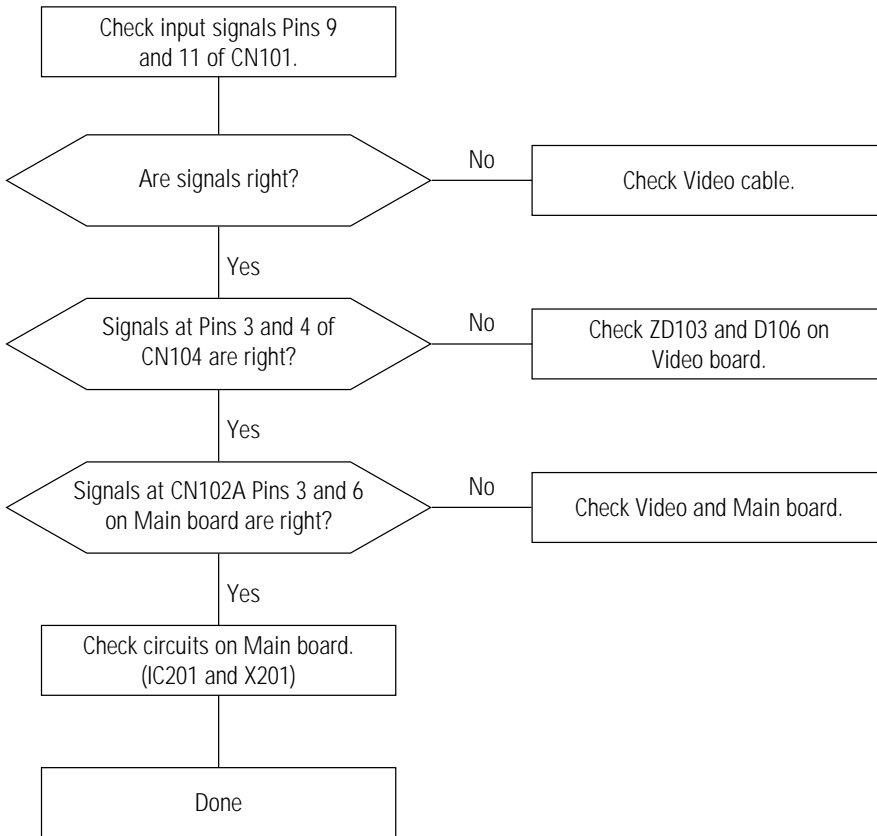 Check input signals Pins 9
and 11 of CN101.
Are signals right?
No
Check Video cable.
Yes
Signals at Pins 3 and 4 of
CN104 are right?
No
Check ZD103 and D106 on
Video board.
Yes
Signals at CN102A Pins 3 and 6
on Main board are right?
No
Check Video and Main board.
Yes
Check circuits on Main board.
(IC201 and X201)
Done